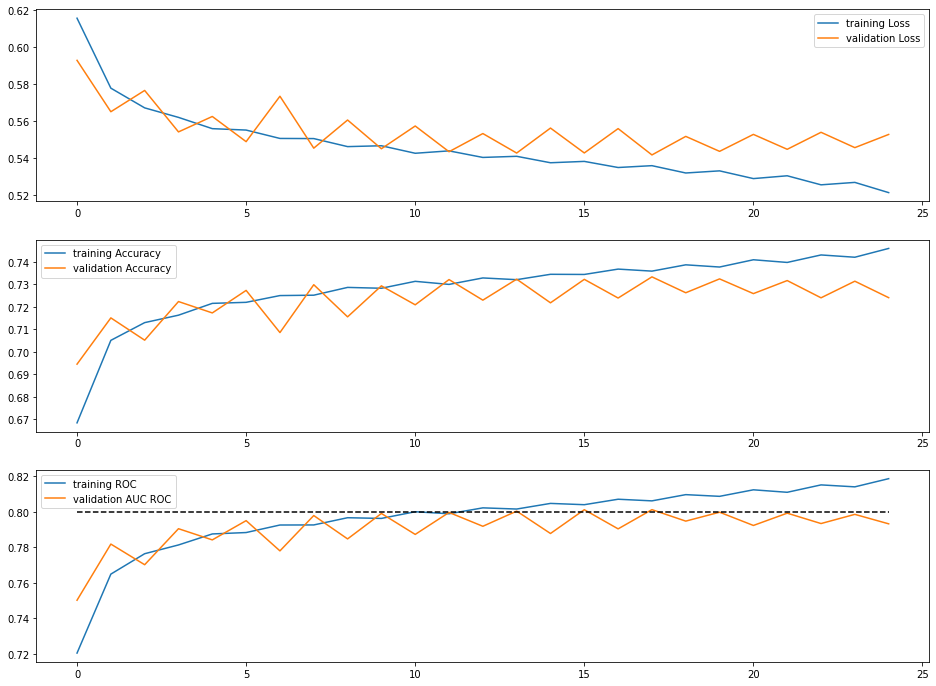 0.62
0.60
0.58
0.56
0.54
0.52
training Loss
validation Loss
0 5 10 15 20 25
0.74
0.73
0.72
0.71
0.70
0.69
0.68
0.67
training Accuracy
validation Accuracy
0 5 10 15 20 25
0.82
0.80
0.78
0.76
0.74
0.72
training ROC
validation AUC ROC
0 5 10 15 20 25